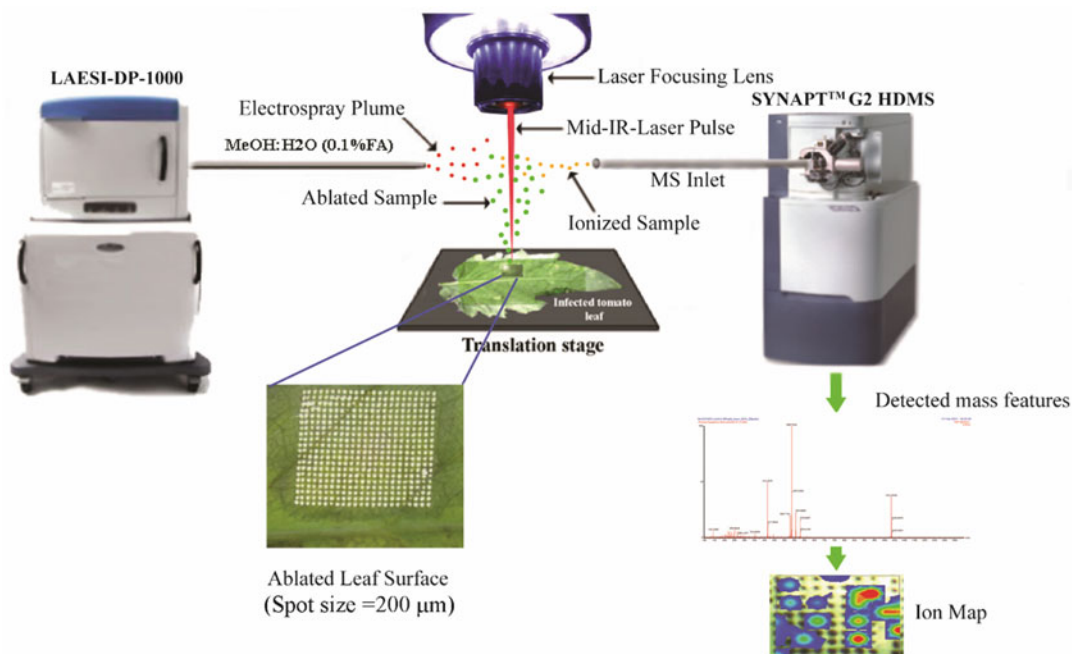 LAESI-DP-1000
Electrospray Plume
MeOH:H2O (0.1%FA)
Ablated Sample
Laser Focusing Lens
Mid-IR-Laser Pulse
SYNAPT™ G2 HDMS
MS Inlet
Ionized Sample
Infected tomato
leaf
Translation stage
Detected mass features
Ablated Leaf Surface
(Spot size =200 μm)
Ion Map